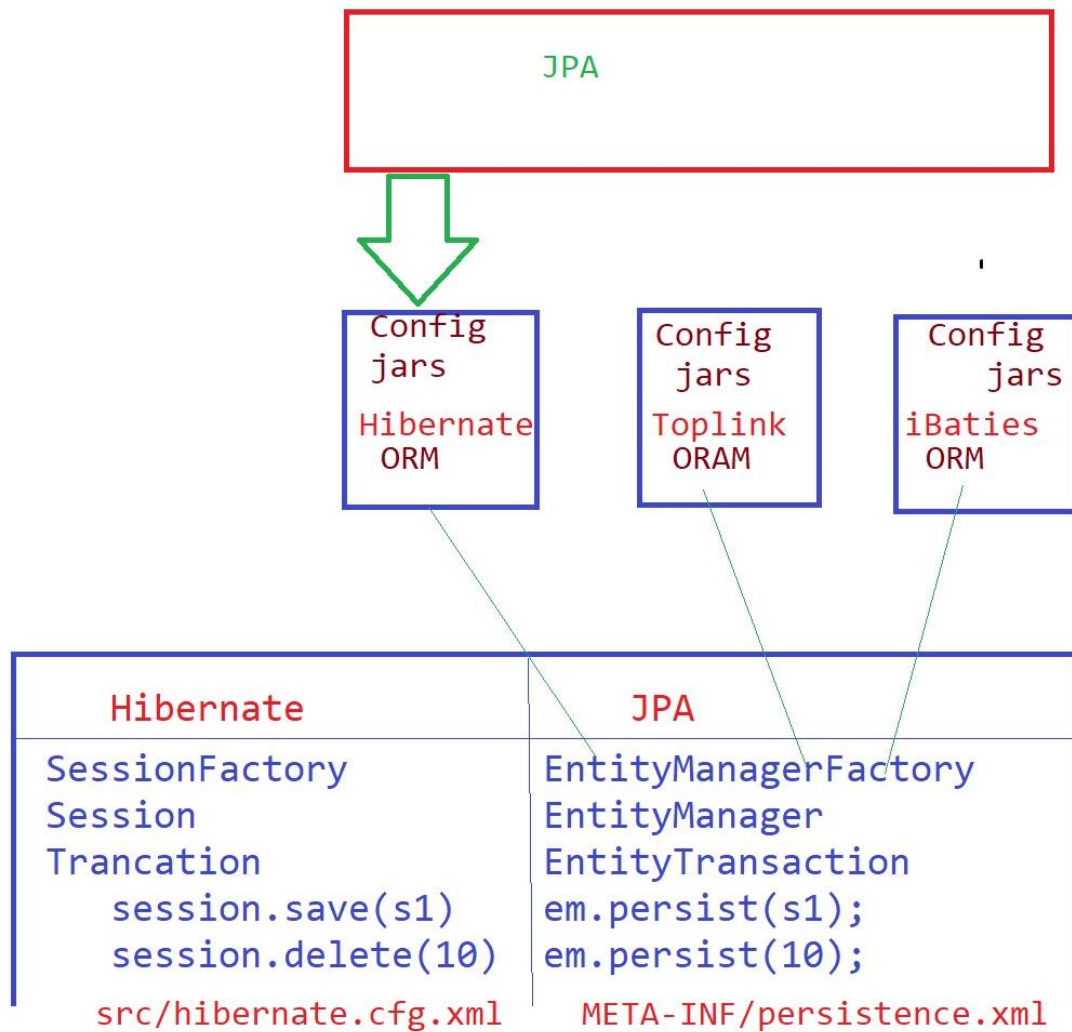 JPA
Config
jars
Hibernate
ORM
Config
jars
Toplink
ORAM
Config
jars
iBaties
ORM
Hibernate JPA
SessionFactory EntityManagerFactory
Session EntityManager
Trancation EntityTransaction
session.save(s1) em.persist(s1);
session.delete(10) em.persist(10);
src/hibernate.cfg.xml META-INF/persistence.xml